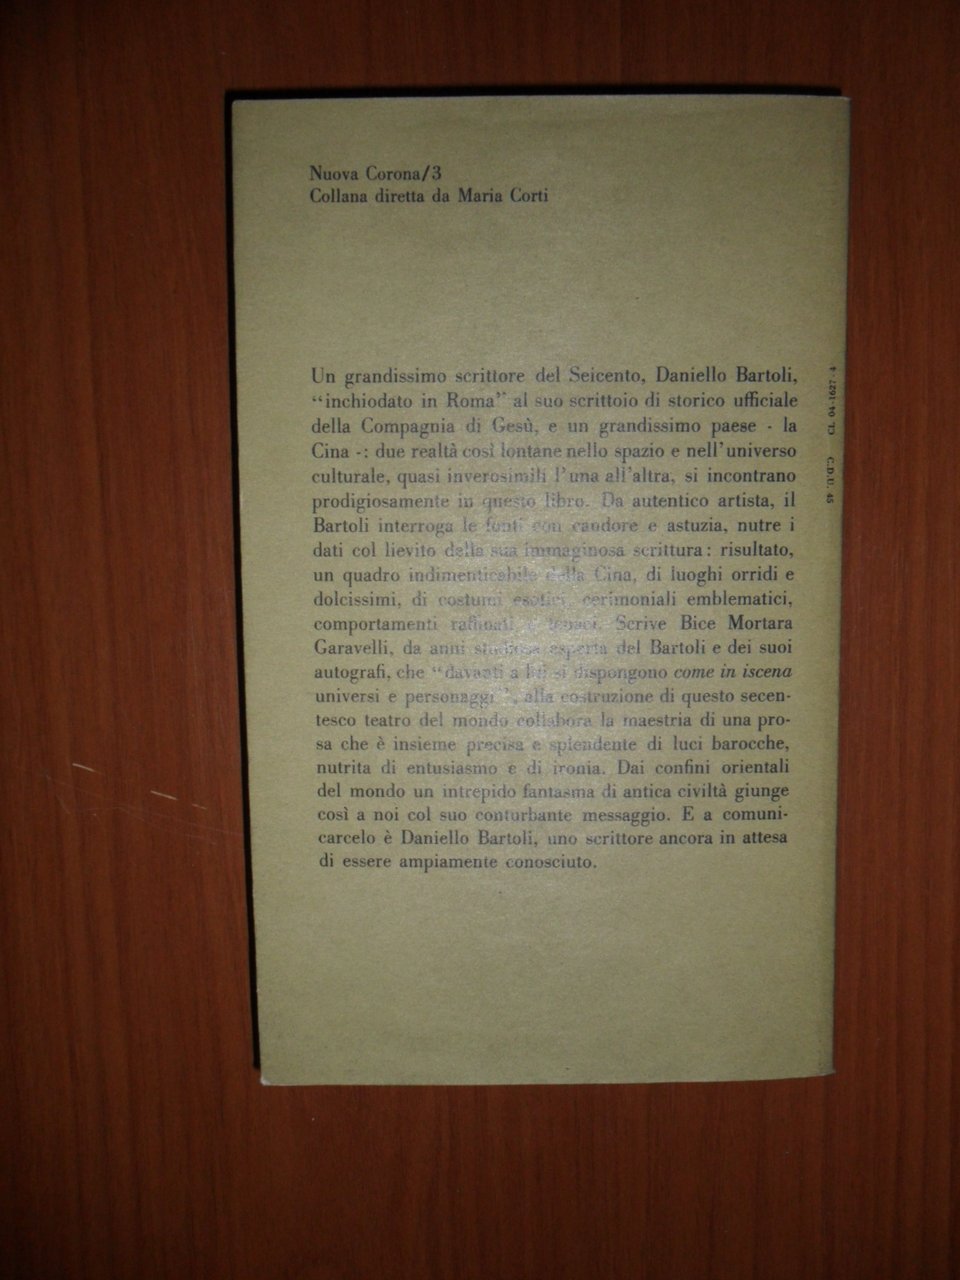 Nuova Corona/3
Collana diretta da Maria Corti
Un grandissimo scrittore del Seicento, Daniello Bartoli,
“inchiodato in Roma” al suo scrittoio di storico ufficiale
della Compagnia di Gesù, e un grandissimo paese - la
Cina -: due realtà così lontane nello spazio e nell'universo
culturale, quasi inverosimili l'una all'altra, si incontrano
prodigiosamente in questo libro. Da autentico artista, il
Bartoli interroga le fonti con candore e astuzia, nutre i
dati col lievito della sua immaginosa scrittura: risultato,
un quadro indimenticabile della Cina, di luoghi orridi e
dolcissimi, di costumi esotici, cerimoniali emblematici,
comportamenti raffinati e tenaci. Scrive Bice Mortara
Garavelli, da anni studiosa esperta del Bartoli e dei suoi
autografi, che “davanti a lui si dispongono come in iscena
universi e personaggi”, alla costruzione di questo secen-
tesco teatro del mondo collabora la maestria di una pro-
sa che è insieme precisa e splendente di luci barocche,
nutrita di entusiasmo e di ironia. Dai confini orientali
del mondo un intrepido fantasma di antica civiltà giunge
così a noi col suo conturbante messaggio. E a comuni-
carcelo è Daniello Bartoli, uno scrittore ancora in attesa
di essere ampiamente conosciuto.
CL 04-1627-4 C.D.U. 45